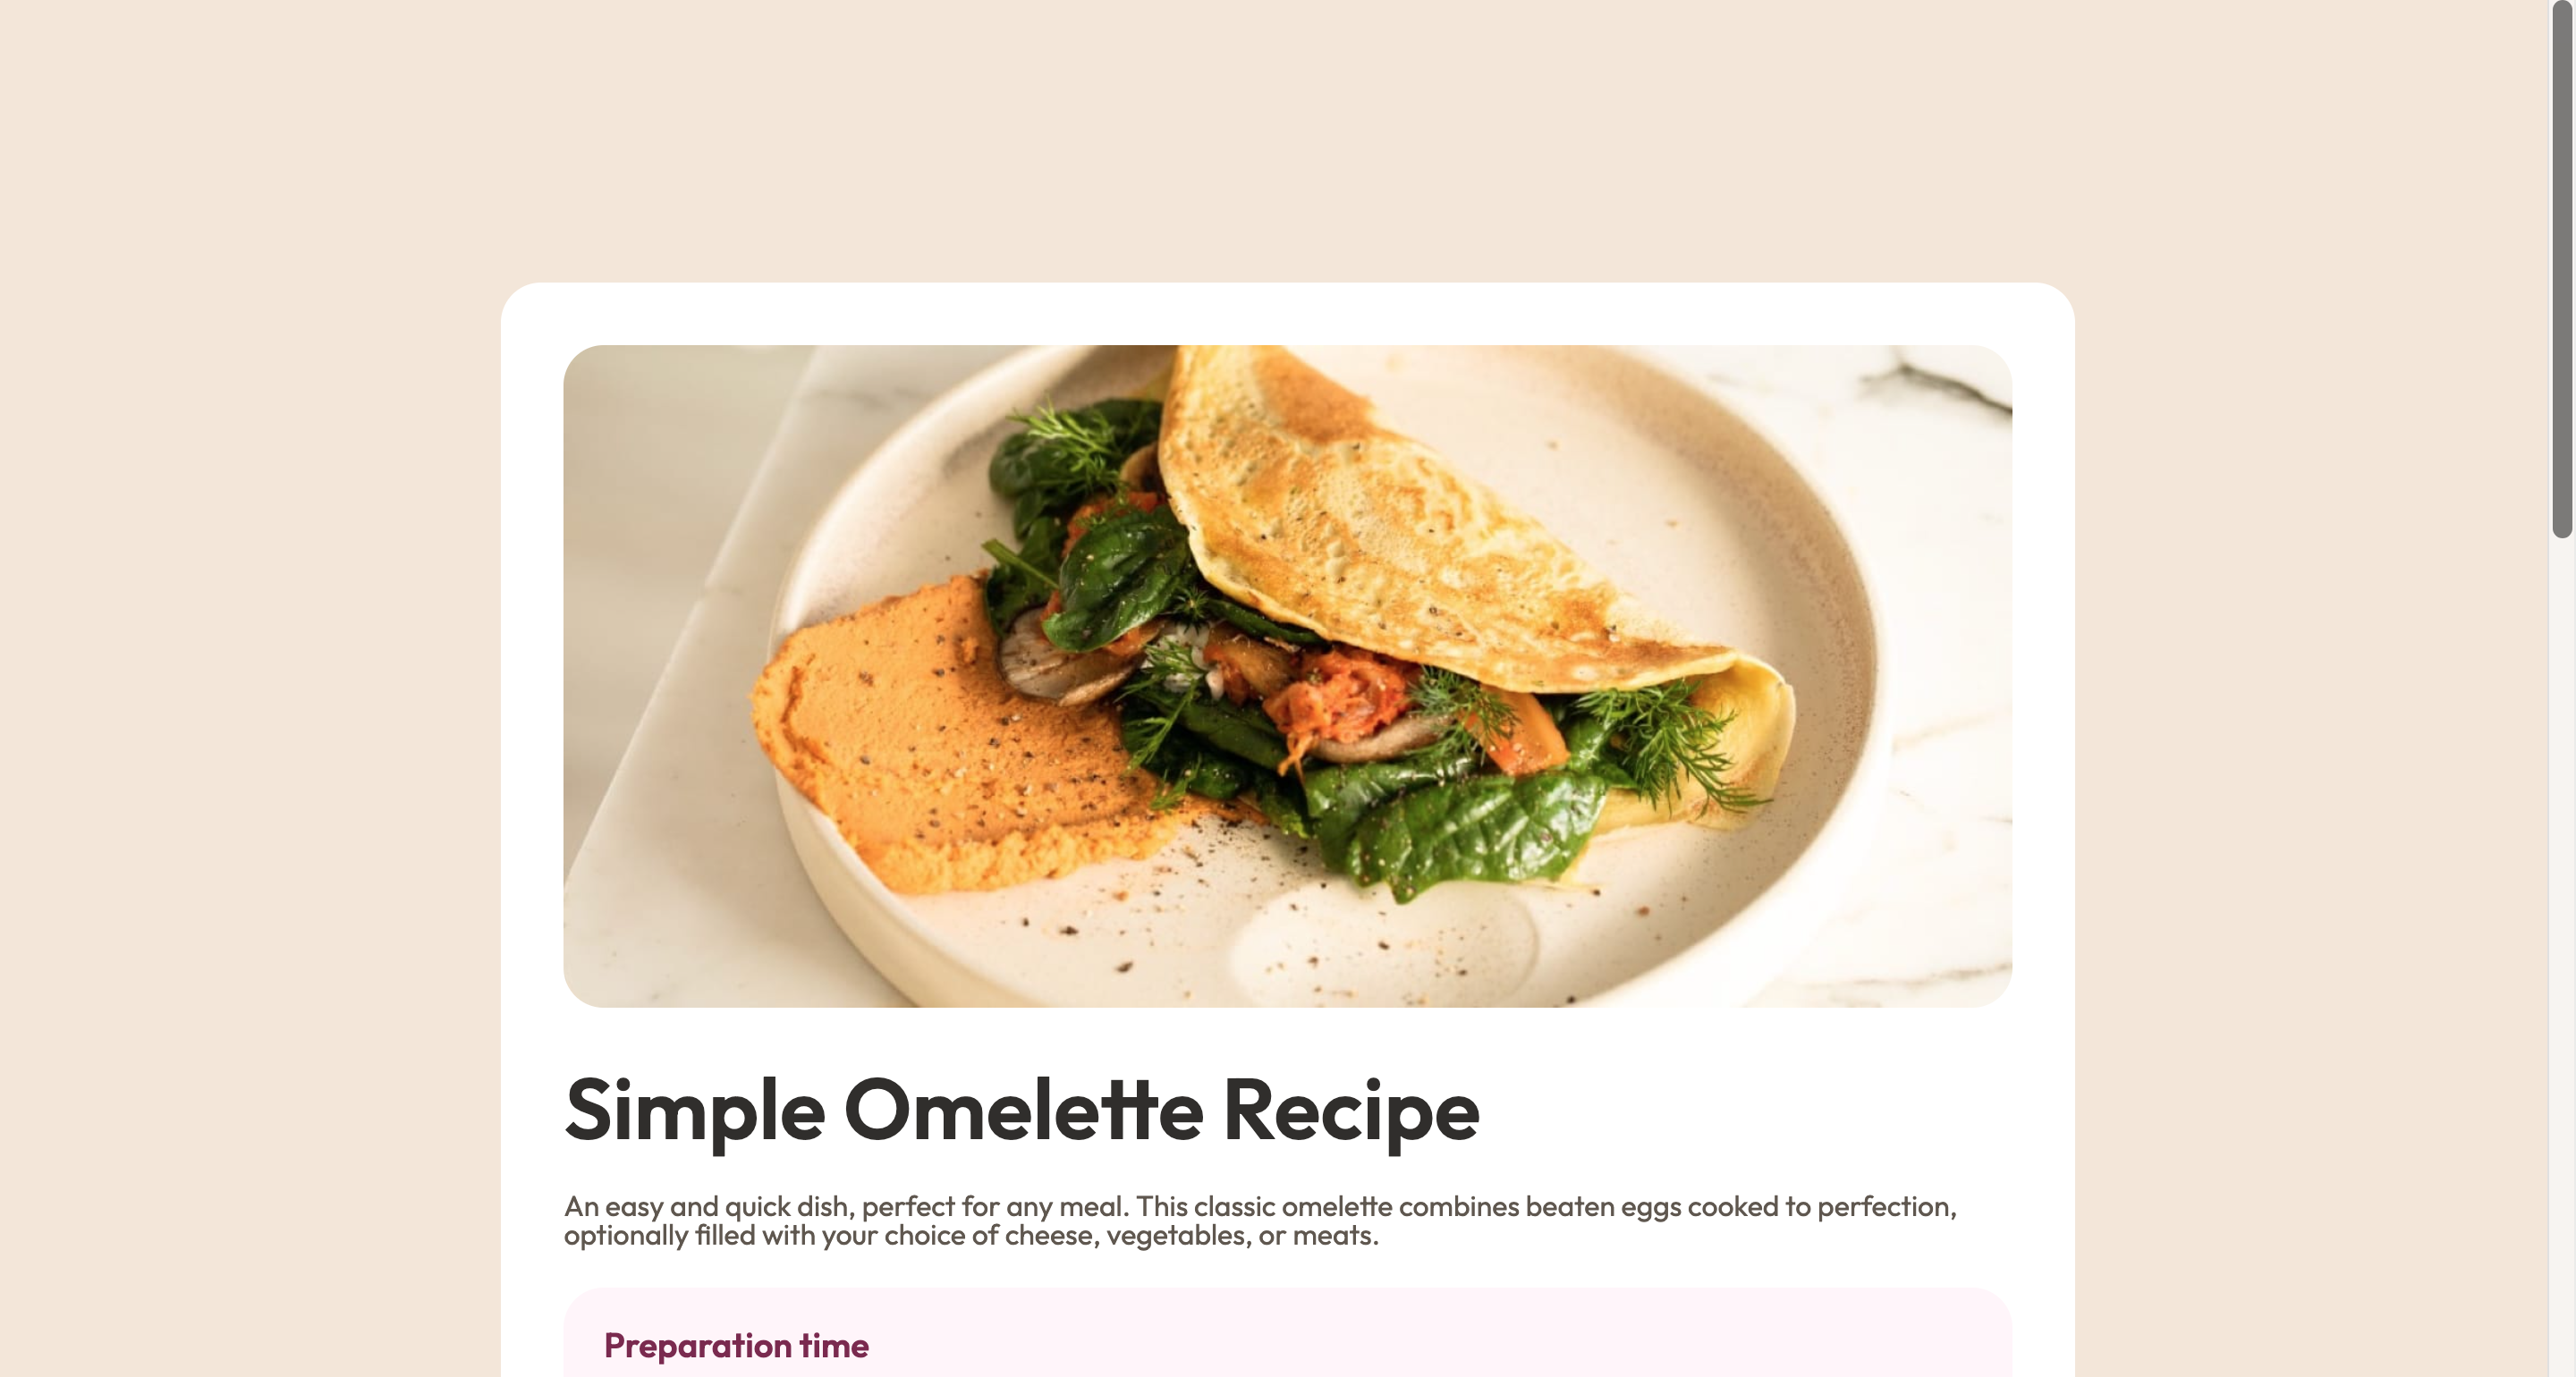 Simple Omelette Recipe
An easy and quick dish, perfect for any meal. This classic omelette combines beaten eggs cooked to perfection,
optionally filled with your choice of cheese, vegetables, or meats.
Preparation time